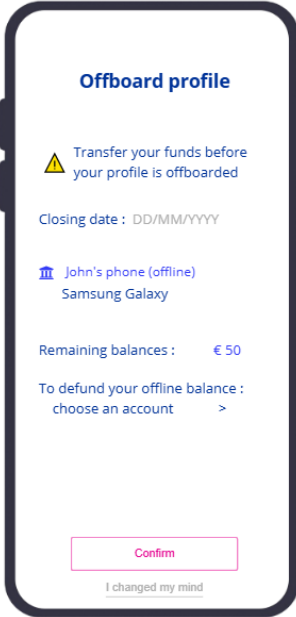 Offboard profile
Transfer your funds before
your profile is offboarded
Closing date : DD/MM/YYYY
John's phone (offline)
Samsung Galaxy
Remaining balances : € 50
To defund your offline balance :
choose an account >
Confirm
I changed my mind